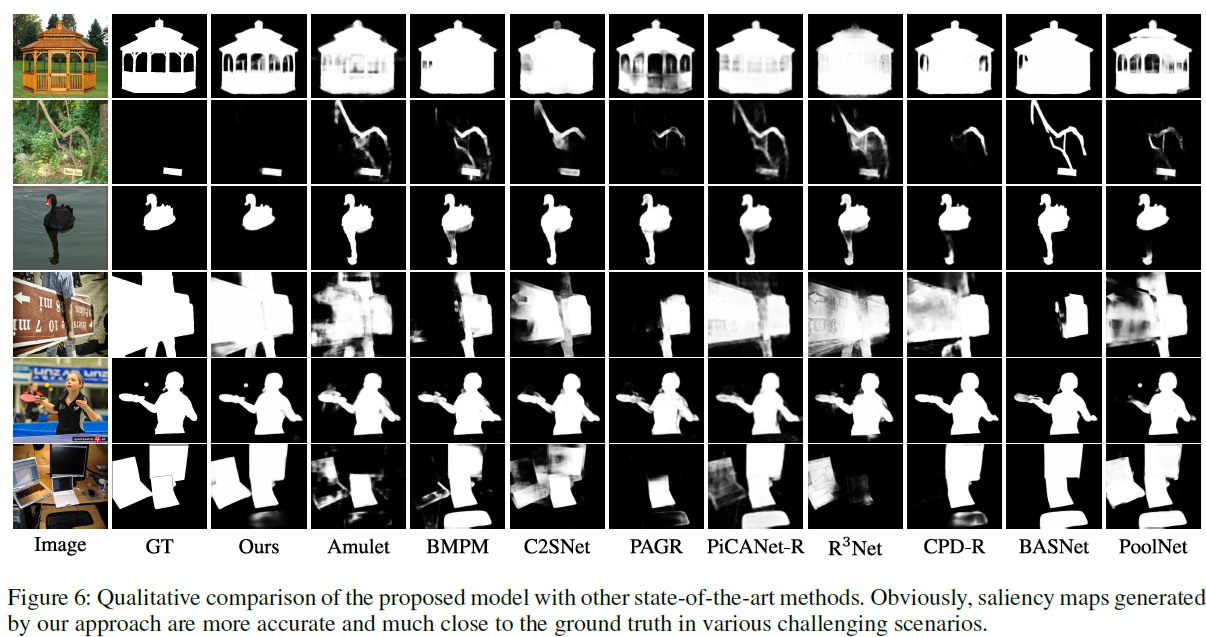 Image GT Ours Amulet BMPM C2SNet PAGR PiCANet-R R³Net CPD-R BASNet PoolNet
Figure 6: Qualitative comparison of the proposed model with other state-of-the-art methods. Obviously, saliency maps generated
by our approach are more accurate and much close to the ground truth in various challenging scenarios.